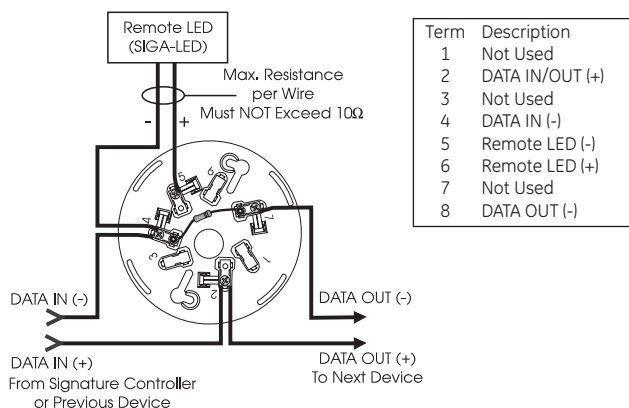 Remote LED
(SIGA-LED)
Max. Resistance
per Wire
Must NOT Exceed 10Ω
- +
5
6
4
7
3
1
2
DATA IN (-)
DATA OUT (-)
DATA IN (+)
DATA OUT (+)
From Signature Controller
or Previous Device
To Next Device
Term Description
1 Not Used
2 DATA IN/OUT (+)
3 Not Used
4 DATA IN (-)
5 Remote LED (-)
6 Remote LED (+)
7 Not Used
8 DATA OUT (-)